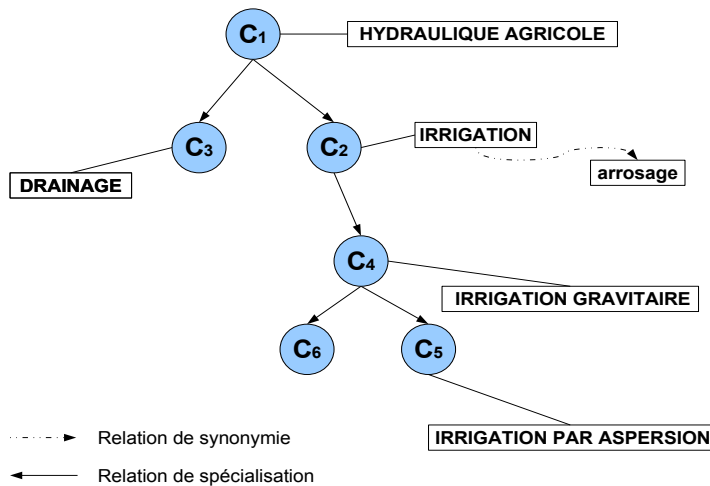 C1
HYDRAULIQUE AGRICOLE
C3
C2
IRRIGATION
arrosage
DRAINAGE
C4
IRRIGATION GRAVITAIRE
C6
C5
IRRIGATION PAR ASPERSION
Relation de synonymie
Relation de spécialisation